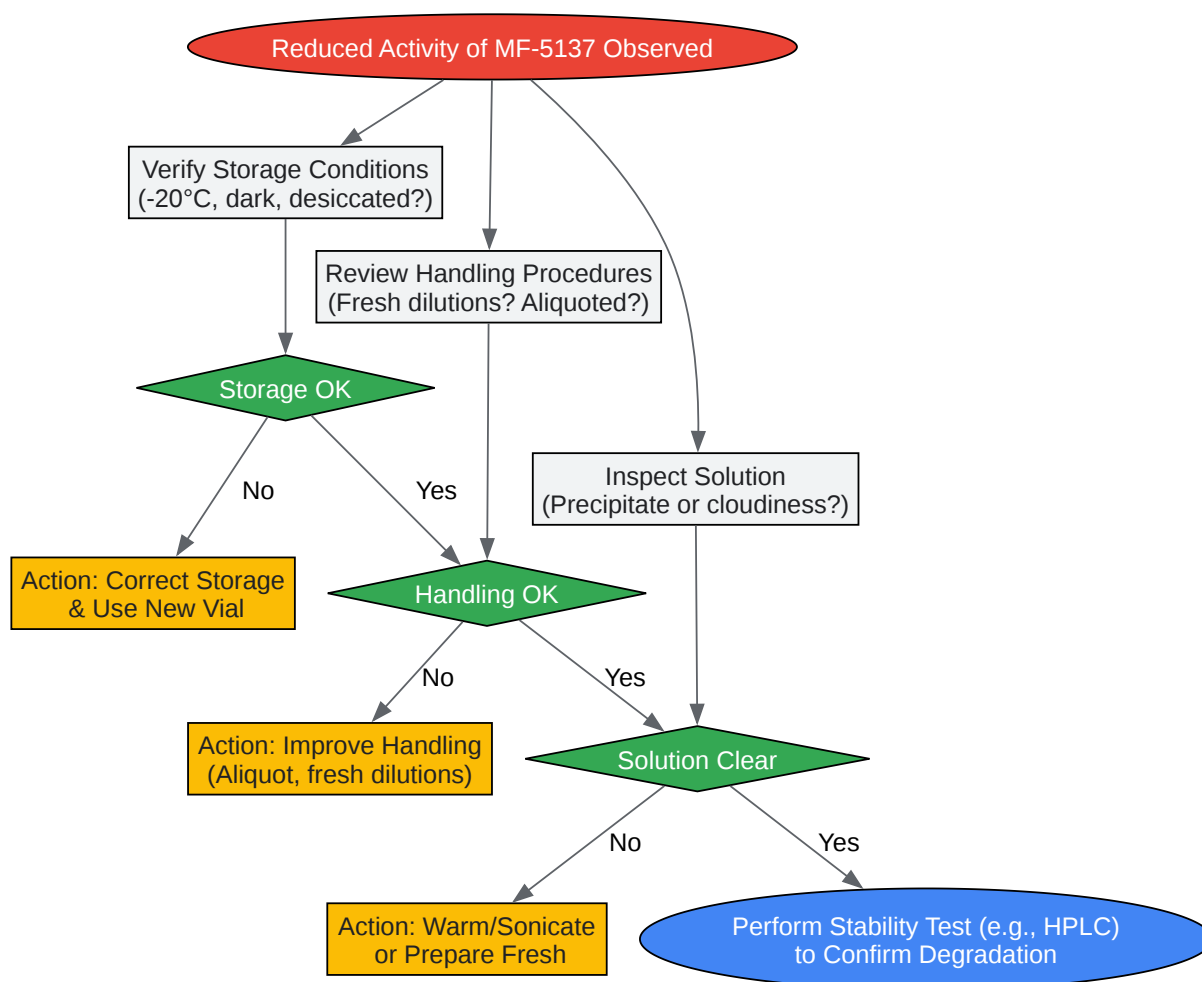 Reduced Activity of MF-5137 Observed
Verify Storage Conditions
(-20°C, dark, desiccated?)
Review Handling Procedures
(Fresh dilutions? Aliquoted?)
Storage OK
Inspect Solution
(Precipitate or cloudiness?)
No
Yes
Action: Correct Storage
& Use New Vial
Handling OK
No
Yes
Action: Improve Handling
(Aliquot, fresh dilutions)
Solution Clear
No
Yes
Action: Warm/Sonicate
or Prepare Fresh
Perform Stability Test (e.g., HPLC)
to Confirm Degradation